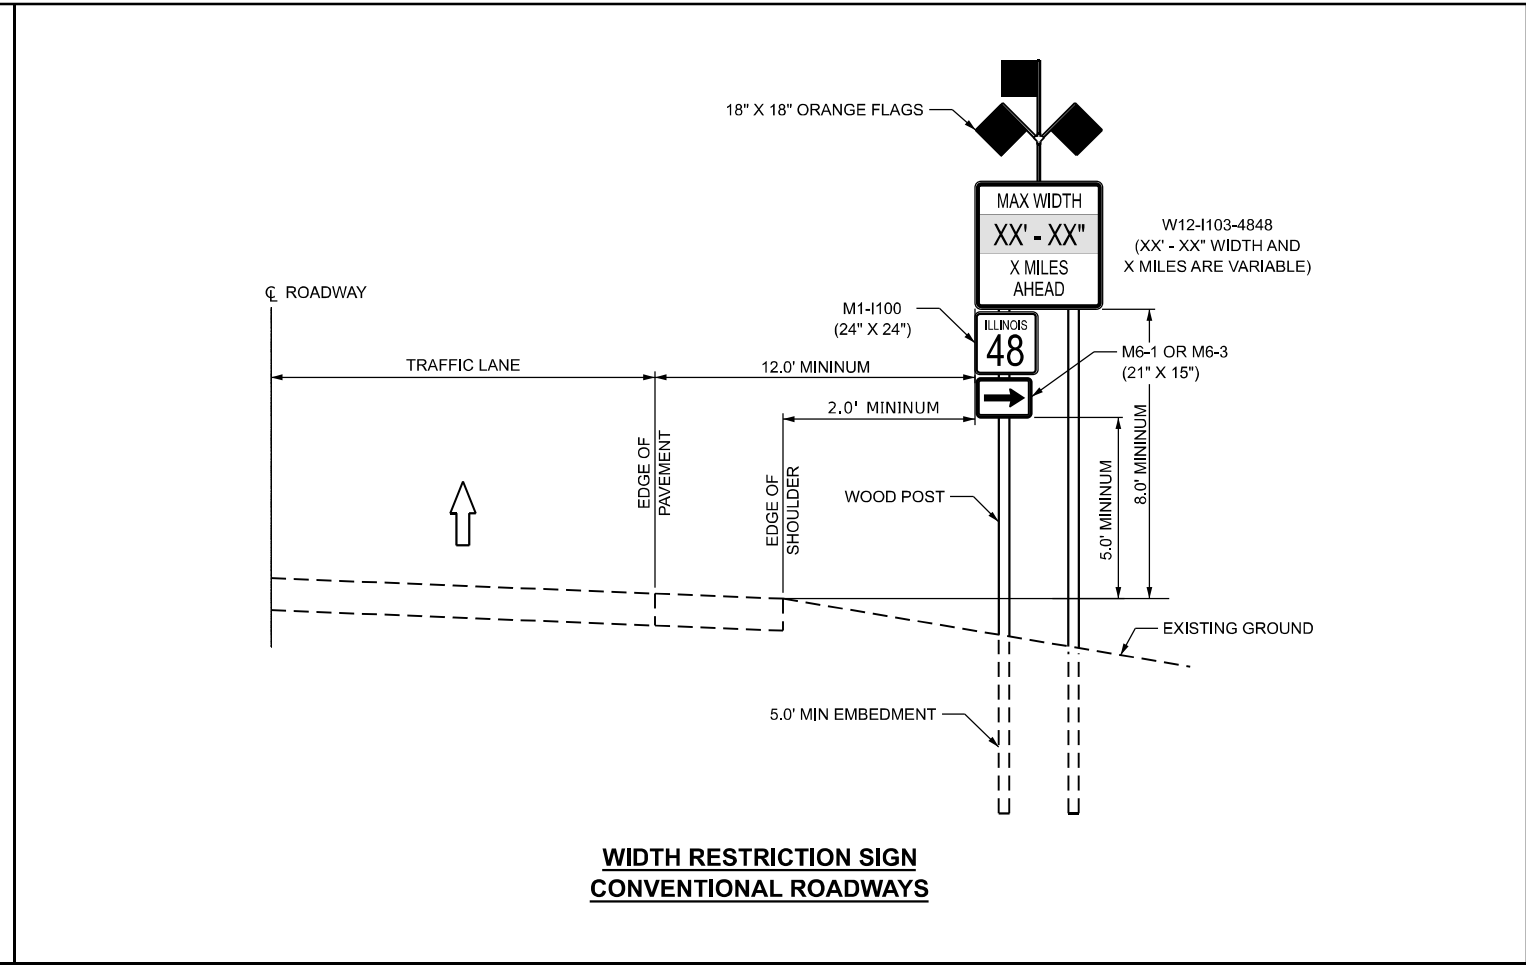 18" X 18" ORANGE FLAGS
MAX WIDTH
XX' - XX"
X MILES
AHEAD
W12-I103-4848
(XX' - XX" WIDTH AND
X MILES ARE VARIABLE)
℄ ROADWAY
M1-I100
(24" X 24")
ILLINOIS
48
M6-1 OR M6-3
(21" X 15")
TRAFFIC LANE
12.0' MININUM
2.0' MININUM
EDGE OF
PAVEMENT
EDGE OF
SHOULDER
WOOD POST
5.0' MININUM
8.0' MININUM
EXISTING GROUND
5.0' MIN EMBEDMENT
WIDTH RESTRICTION SIGN
CONVENTIONAL ROADWAYS